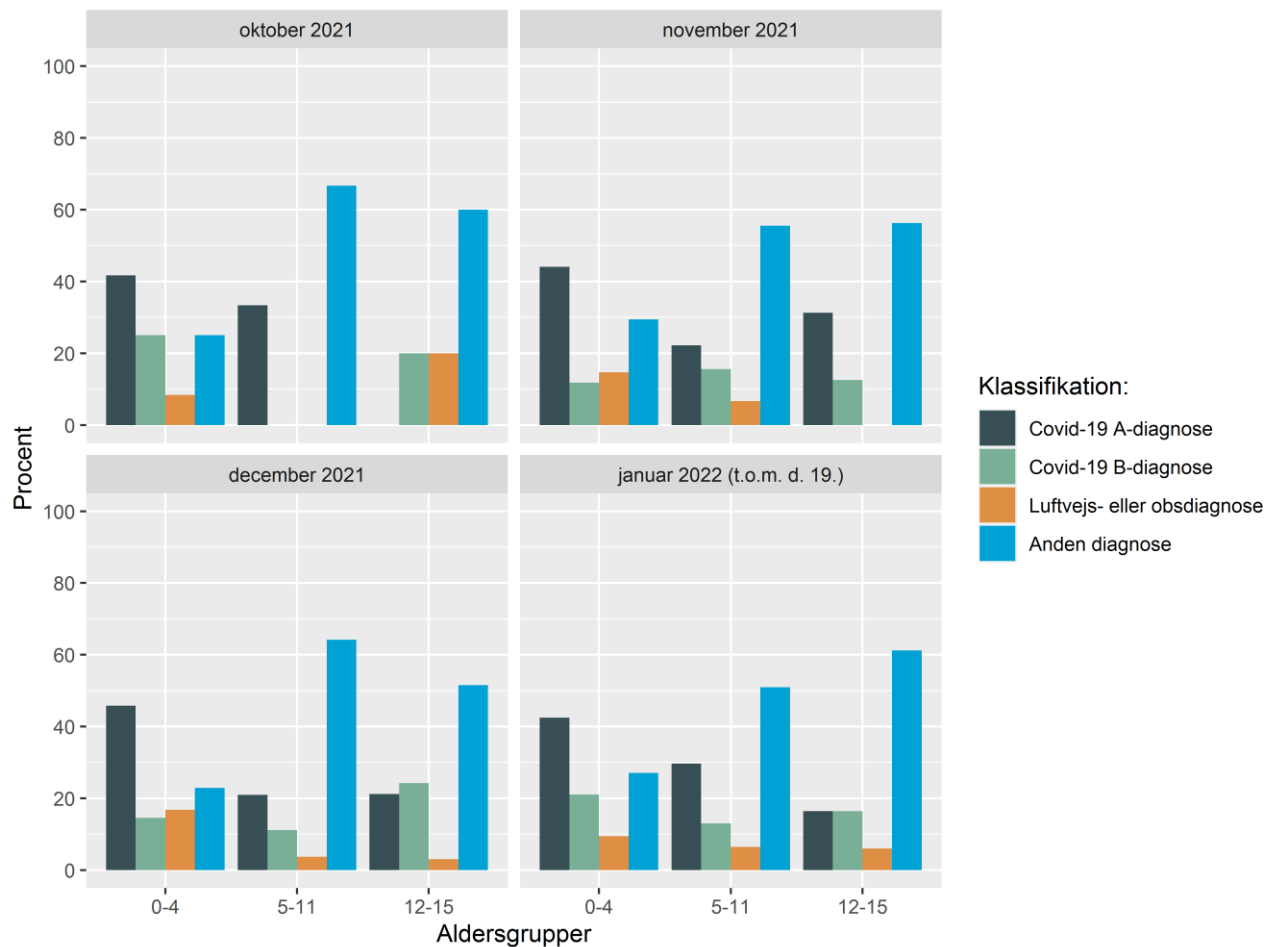 oktober 2021
november 2021
100
80
60
40
20
0
december 2021
januar 2022 (t.o.m. d. 19.)
100
80
60
40
20
0
0-4
5-11
12-15
0-4
5-11
12-15
Procent
Aldersgrupper
Klassifikation:
Covid-19 A-diagnose
Covid-19 B-diagnose
Luftvejs- eller obsdiagnose
Anden diagnose